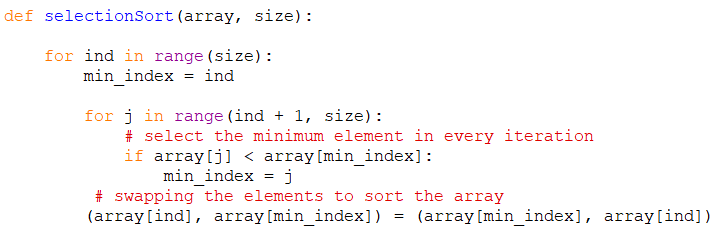 def selectionSort(array, size):
    for ind in range(size):
        min_index = ind
        for j in range(ind + 1, size):
            # select the minimum element in every iteration
            if array[j] < array[min_index]:
                min_index = j
         # swapping the elements to sort the array
        (array[ind], array[min_index]) = (array[min_index], array[ind])